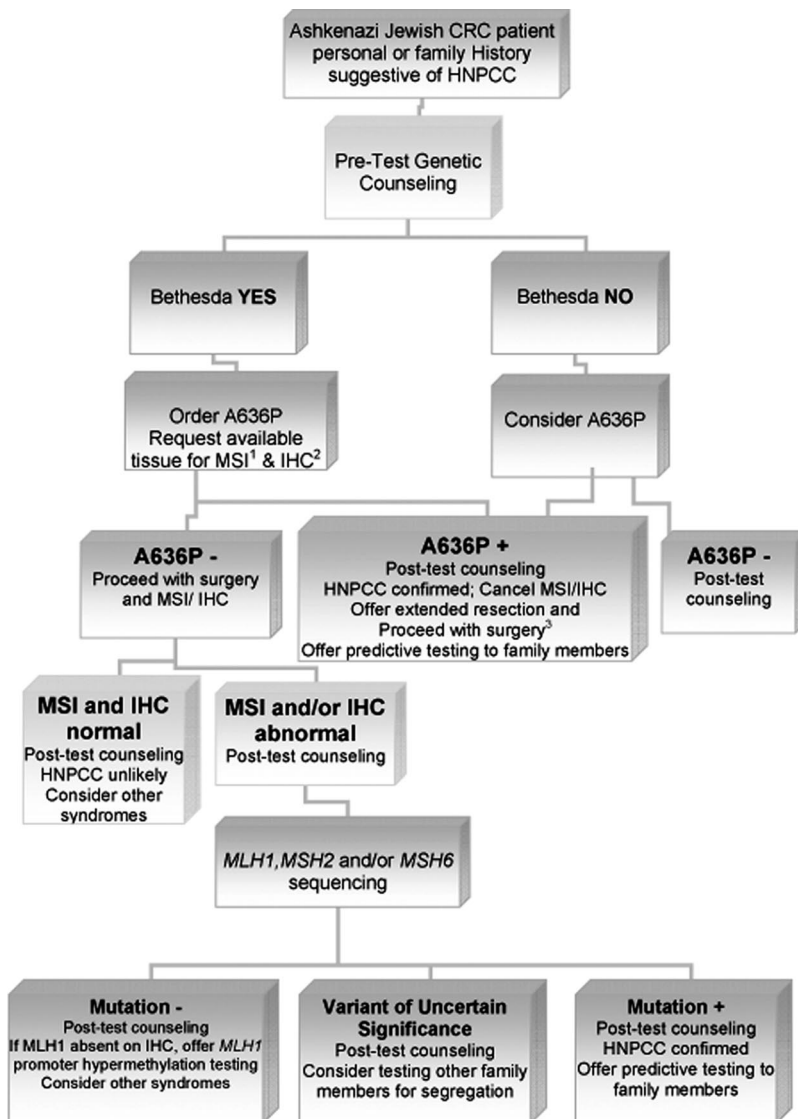 Ashkenazi Jewish CRC patient
personal or family History
suggestive of HNPCC
Pre-Test Genetic
Counseling
Bethesda YES
Bethesda NO
Order A636P
Request available
tissue for MSI¹ & IHC²
Consider A636P
A636P -
Proceed with surgery
and MSI/ IHC
A636P +
Post-test counseling
HNPCC confirmed; Cancel MSI/IHC
Offer extended resection and
Proceed with surgery³
Offer predictive testing to family members
A636P -
Post-test
counseling
MSI and IHC
normal
Post-test counseling
HNPCC unlikely
Consider other
syndromes
MSI and/or IHC
abnormal
Post-test counseling
MLH1,MSH2 and/or MSH6
sequencing
Mutation -
Post-test counseling
If MLH1 absent on IHC, offer MLH1
promoter hypermethylation testing
Consider other syndromes
Variant of Uncertain
Significance
Post-test counseling
Consider testing other family
members for segregation
Mutation +
Post-test counseling
HNPCC confirmed
Offer predictive testing to
family members